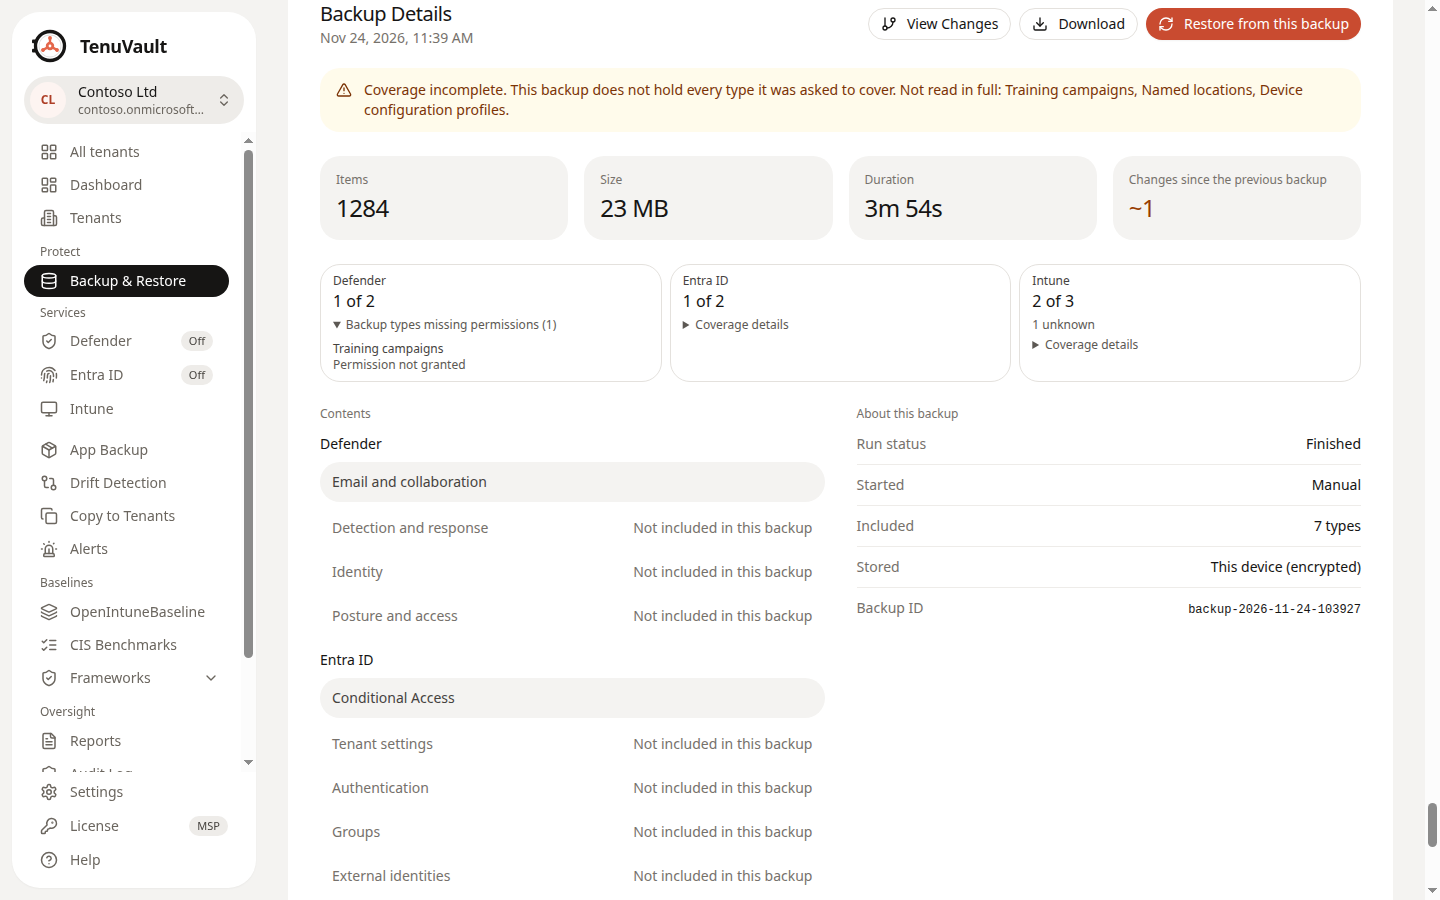 TenuVault
CL
Contoso Ltd
contoso.onmicrosoft...
All tenants
Dashboard
Tenants
Protect
Backup & Restore
Services
Defender
Off
Entra ID
Off
Intune
App Backup
Drift Detection
Copy to Tenants
Alerts
Baselines
OpenIntuneBaseline
CIS Benchmarks
Frameworks
Oversight
Reports
Audit Log
Settings
License
MSP
Help
Backup Details
Nov 24, 2026, 11:39 AM
View Changes
Download
Restore from this backup
Coverage incomplete. This backup does not hold every type it was asked to cover. Not read in full: Training campaigns, Named locations, Device
configuration profiles.
Items
1284
Size
23 MB
Duration
3m 54s
Changes since the previous backup
~1
Defender
1 of 2
Backup types missing permissions (1)
Training campaigns
Permission not granted
Entra ID
1 of 2
Coverage details
Intune
2 of 3
1 unknown
Coverage details
Contents
Defender
Email and collaboration
Detection and response
Not included in this backup
Identity
Not included in this backup
Posture and access
Not included in this backup
Entra ID
Conditional Access
Tenant settings
Not included in this backup
Authentication
Not included in this backup
Groups
Not included in this backup
External identities
Not included in this backup
About this backup
Run status
Finished
Started
Manual
Included
7 types
Stored
This device (encrypted)
Backup ID
backup-2026-11-24-103927